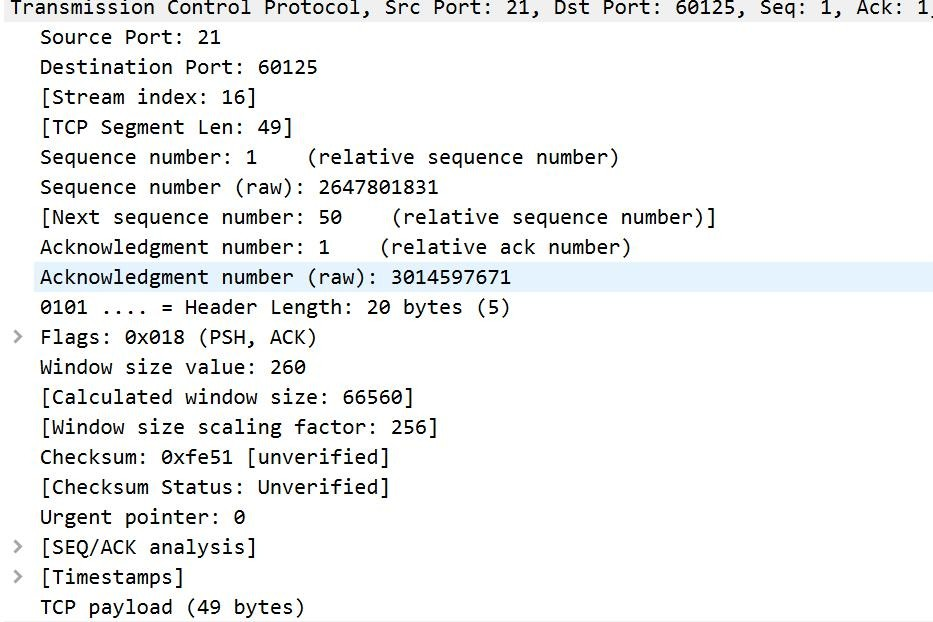 Transmission Control Protocol, Src Port: 21, Dst Port: 60125, Seq: 1, Ack: 1,
Source Port: 21
Destination Port: 60125
[Stream index: 16]
[TCP Segment Len: 49]
Sequence number: 1    (relative sequence number)
Sequence number (raw): 2647801831
[Next sequence number: 50    (relative sequence number)]
Acknowledgment number: 1    (relative ack number)
Acknowledgment number (raw): 3014597671
0101 .... = Header Length: 20 bytes (5)
Flags: 0x018 (PSH, ACK)
Window size value: 260
[Calculated window size: 66560]
[Window size scaling factor: 256]
Checksum: 0xfe51 [unverified]
[Checksum Status: Unverified]
Urgent pointer: 0
[SEQ/ACK analysis]
[Timestamps]
TCP payload (49 bytes)